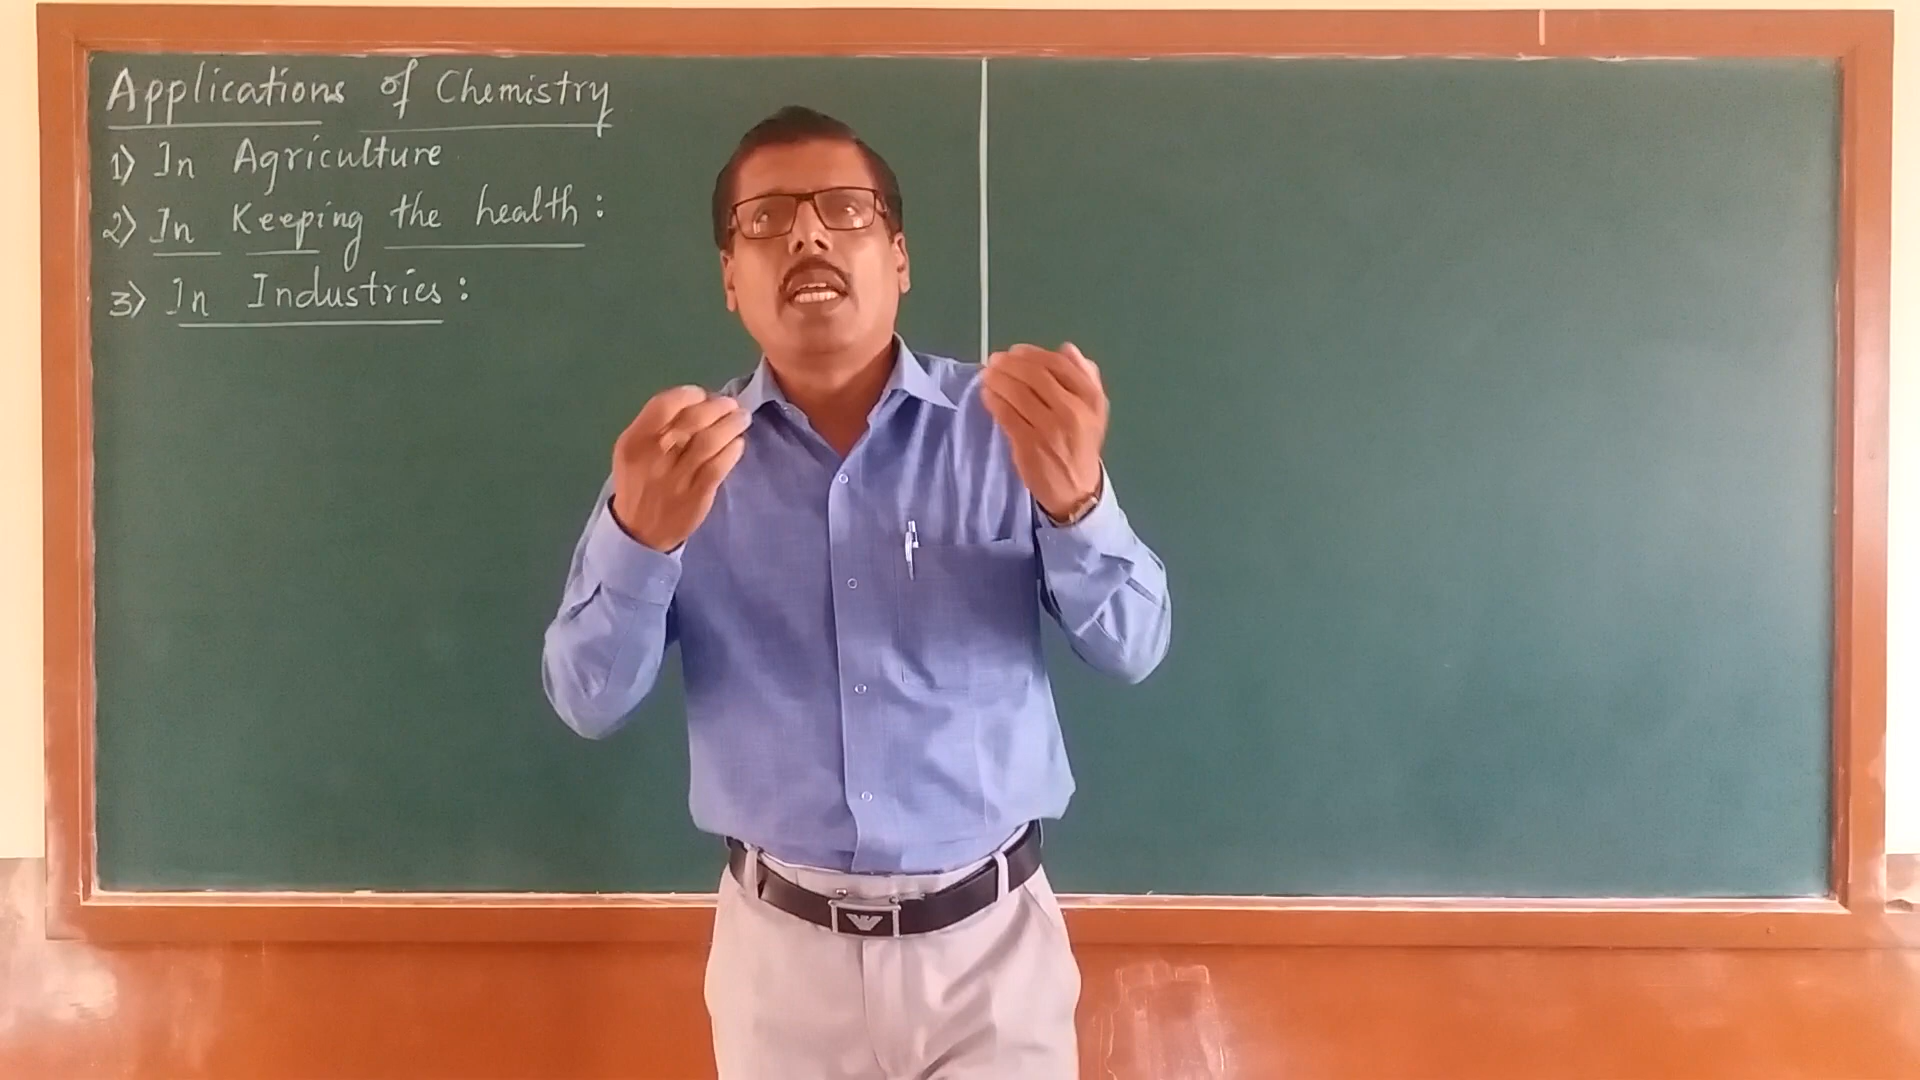 Applications of Chemistry
1) In Agriculture
2) In Keeping the health:
3) In Industries: